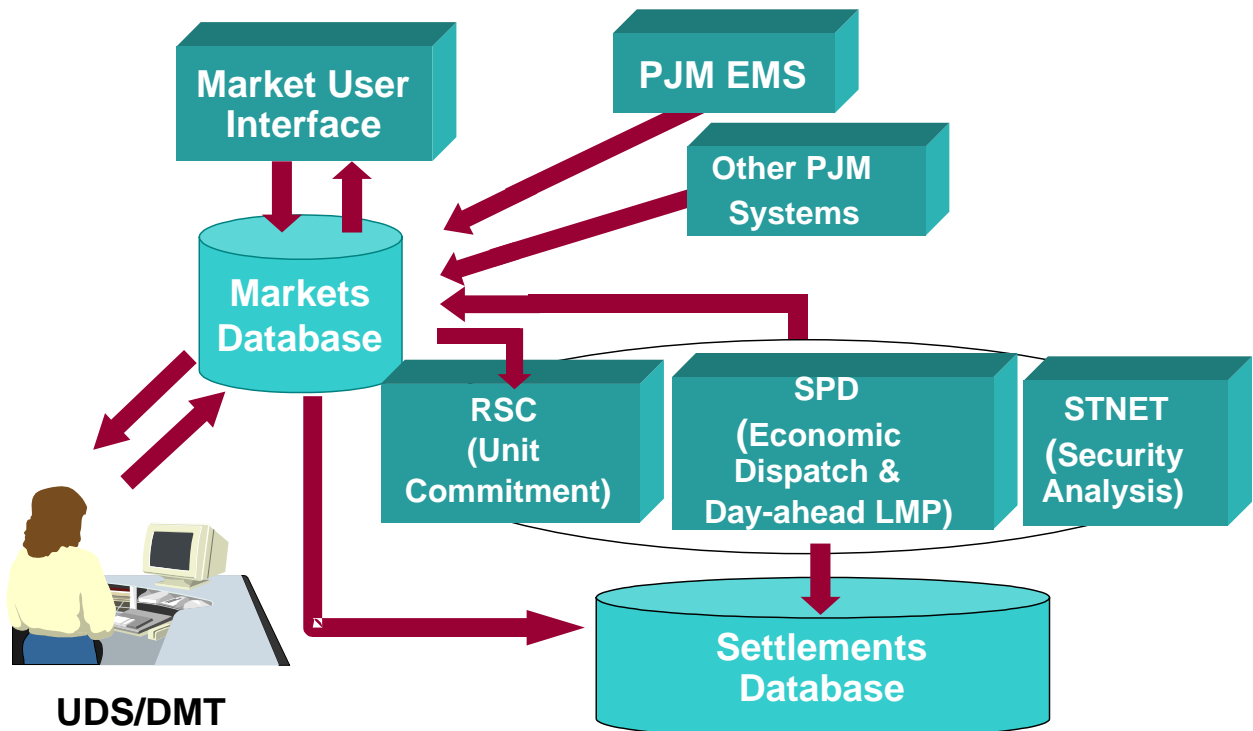 Market User
Interface
PJM EMS
Other PJM
Systems
Markets
Database
RSC
(Unit
Commitment)
SPD
(Economic
Dispatch &
Day-ahead LMP)
STNET
(Security
Analysis)
Settlements
Database
UDS/DMT